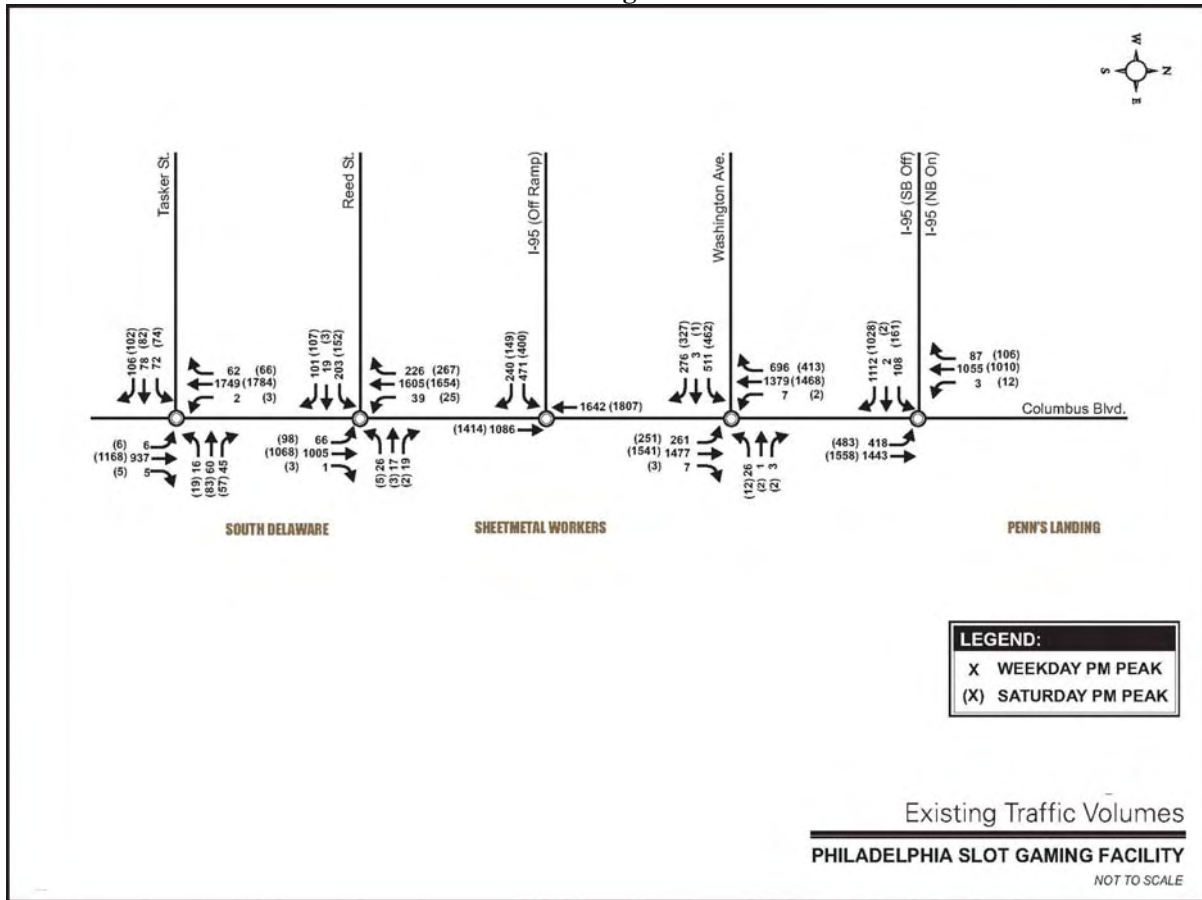 W
S
N
E
Tasker St.
Reed St.
I-95 (Off Ramp)
Washington Ave.
I-95 (SB Off)
I-95 (NB On)
106 (102)
78 (82)
72 (74)
62 (66)
1749 (1784)
2 (3)
101 (107)
19 (3)
203 (152)
226 (267)
1605 (1654)
39 (25)
240 (149)
471 (400)
1642 (1807)
276 (327)
3 (1)
511 (462)
696 (413)
1379 (1468)
7 (2)
1112 (1028)
2 (2)
108 (161)
87 (106)
1055 (1010)
3 (12)
Columbus Blvd.
(6) 6
(1168) 937
(5) 5
(19) 16
(83) 60
(57) 45
(98) 66
(1068) 1005
(3) 1
(5) 26
(3) 17
(2) 19
(1414) 1086
(251) 261
(1541) 1477
(3) 7
(12) 26
(2) 1
(2) 3
(483) 418
(1558) 1443
SOUTH DELAWARE
SHEETMETAL WORKERS
PENN'S LANDING
LEGEND:
X WEEKDAY PM PEAK
(X) SATURDAY PM PEAK
Existing Traffic Volumes
PHILADELPHIA SLOT GAMING FACILITY
NOT TO SCALE